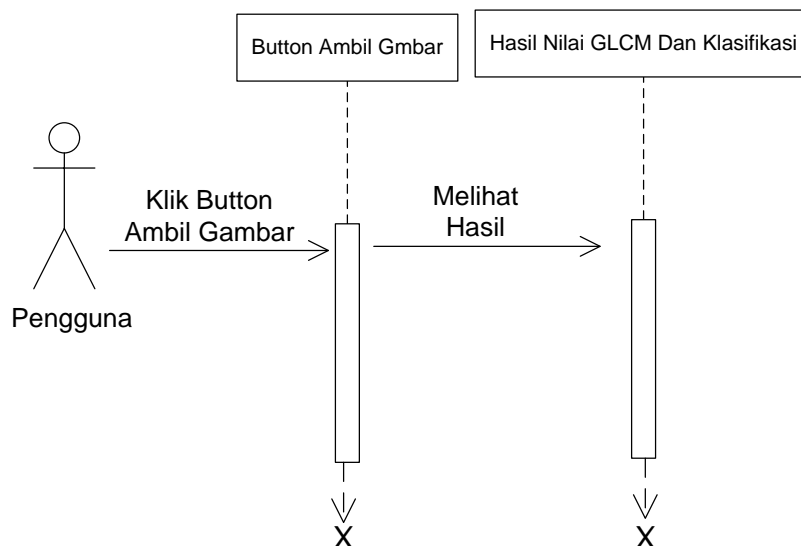 Button Ambil Gmbar
Hasil Nilai GLCM Dan Klasifikasi
Klik Button
Ambil Gambar
Melihat
Hasil
Pengguna
X
X